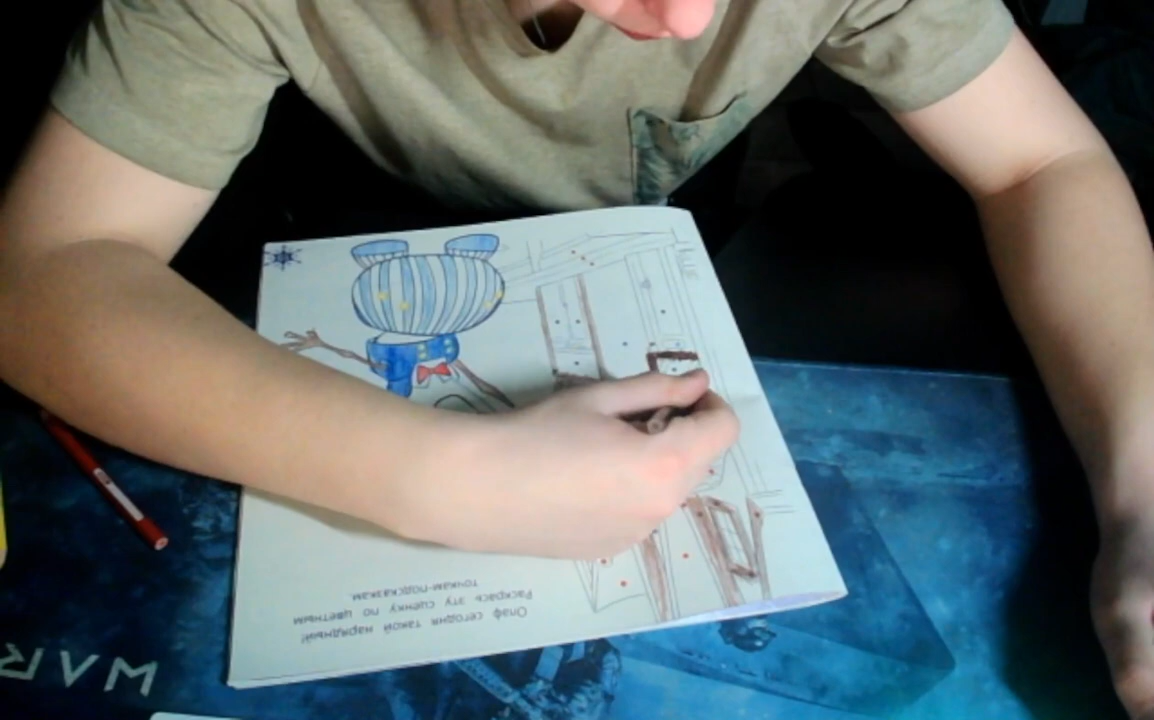 Олаф сегодня такой нарядный!
Раскрась эту сценку по цветным
точкам-подсказкам.
WAR